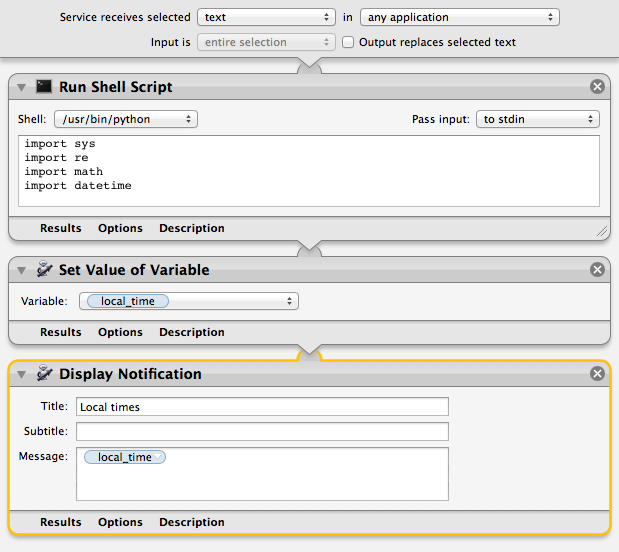 Service receives selected text in any application
Input is entire selection Output replaces selected text
Run Shell Script
Shell: /usr/bin/python Pass input: to stdin
import sys
import re
import math
import datetime
Results Options Description
Set Value of Variable
Variable: local_time
Results Options Description
Display Notification
Title: Local times
Subtitle:
Message: local_time
Results Options Description